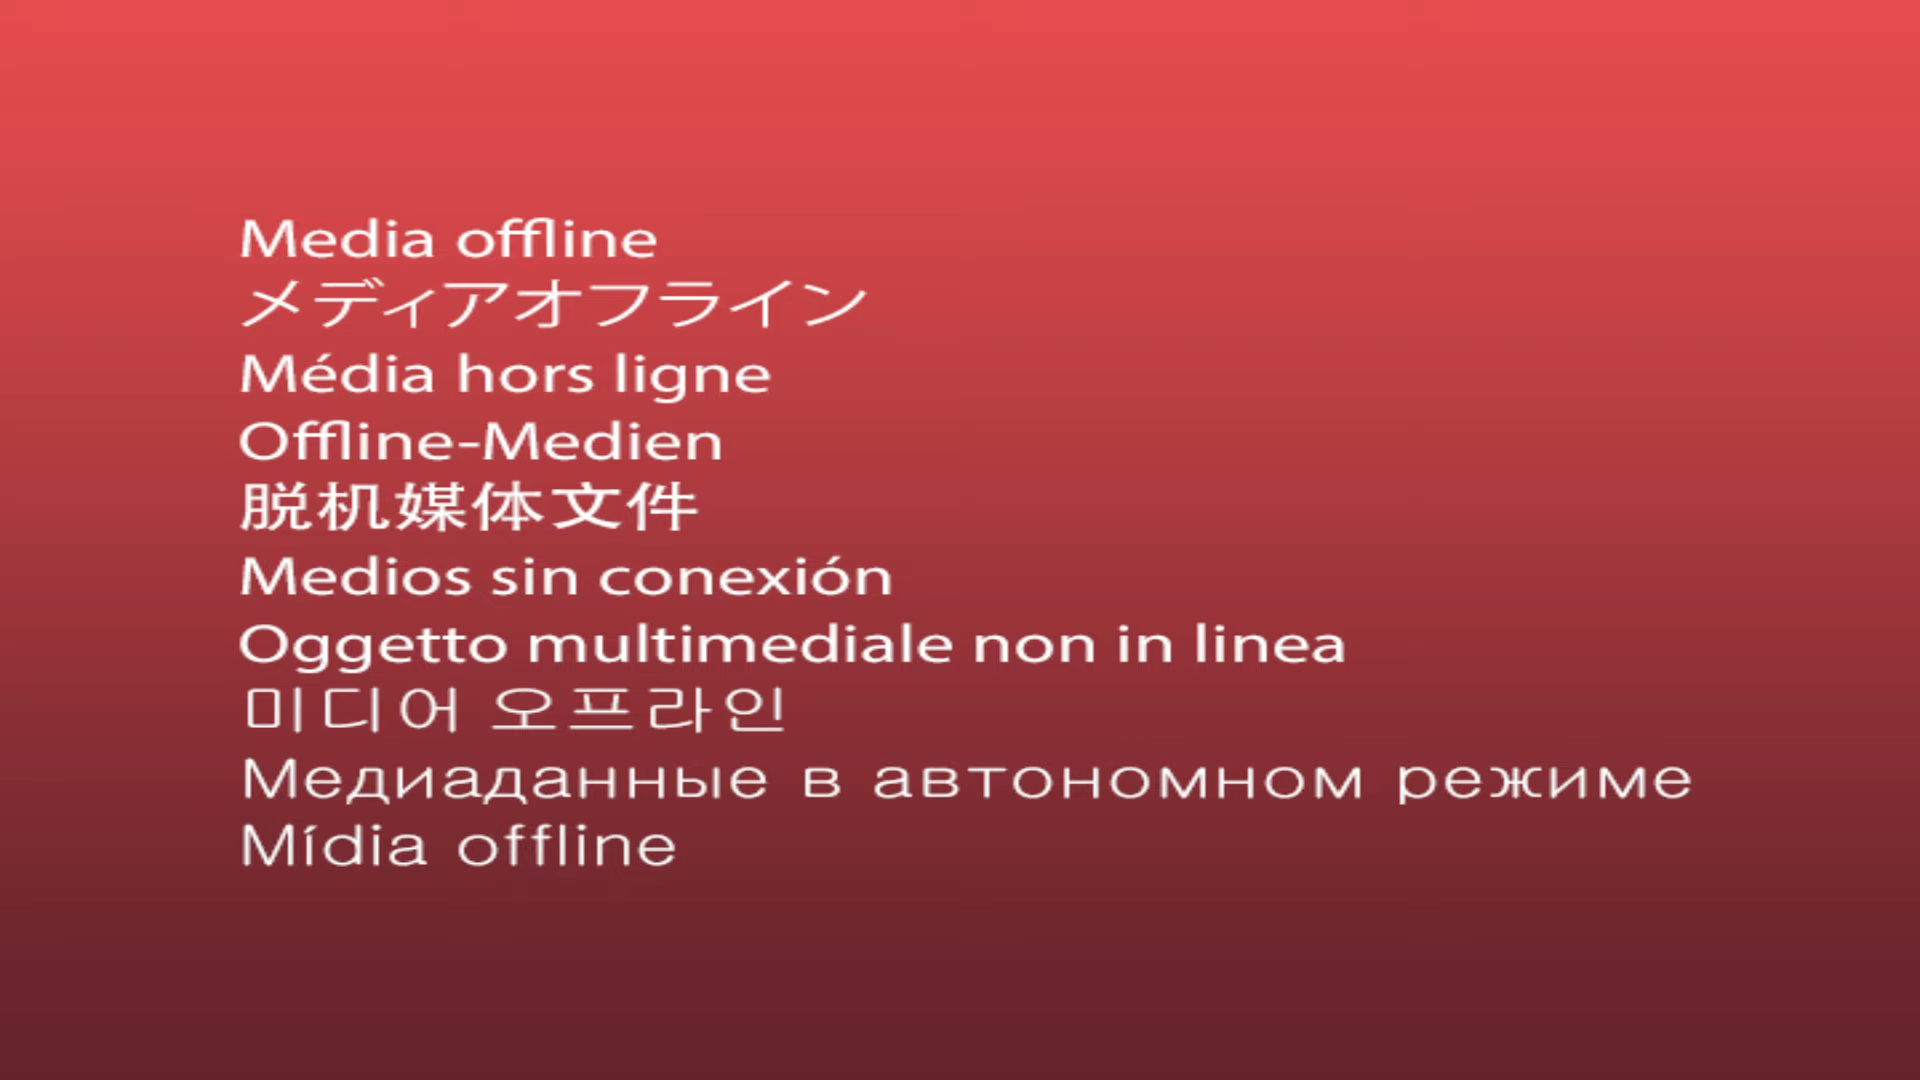 Media offline
メディアオフライン
Média hors ligne
Offline-Medien
脱机媒体文件
Medios sin conexión
Oggetto multimediale non in linea
미디어 오프라인
Медиаданные в автономном режиме
Mídia offline